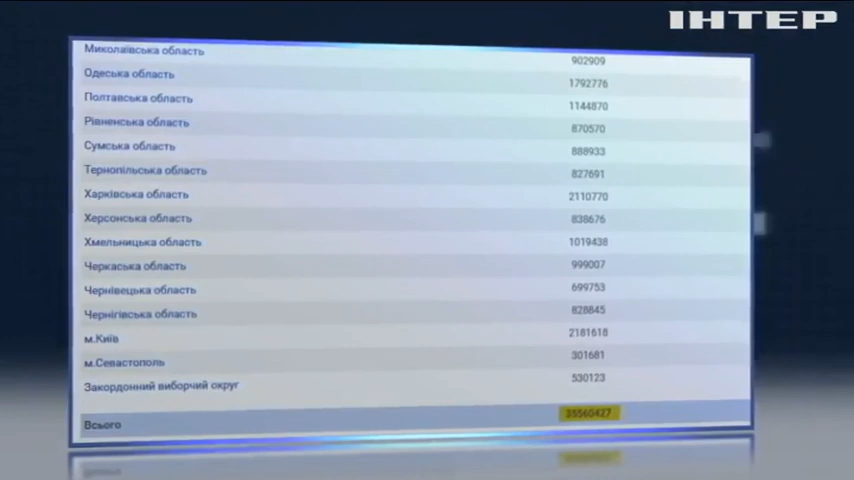 ІНТЕР
Миколаївська область 902909
Одеська область 1792776
Полтавська область 1144870
Рівненська область 870570
Сумська область 888933
Тернопільська область 827691
Харківська область 2110770
Херсонська область 838676
Хмельницька область 1019438
Черкаська область 999007
Чернівецька область 699753
Чернігівська область 828845
м.Київ 2181618
м.Севастополь 301681
Закордонний виборчий округ 530123
Всього 35560427